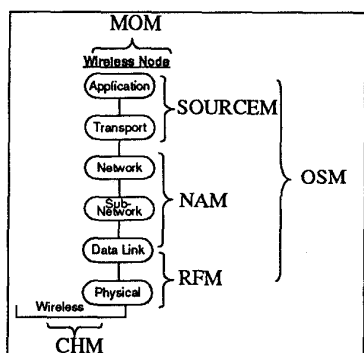 MOM
Wireless Node
Application
SOURCEM
Transport
Network
OSM
NAM
Sub-
Network
Data Link
RFM
Physical
Wireless
CHM